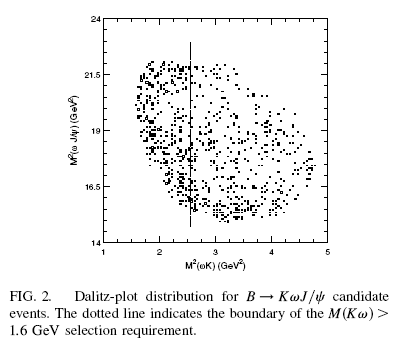 24
21.5
19
16.5
14
M²(ω J/ψ) (GeV²)
1 2 3 4 5
M²(ωK) (GeV²)
FIG. 2. Dalitz-plot distribution for B → KωJ/ψ candidate
events. The dotted line indicates the boundary of the M(Kω) >
1.6 GeV selection requirement.